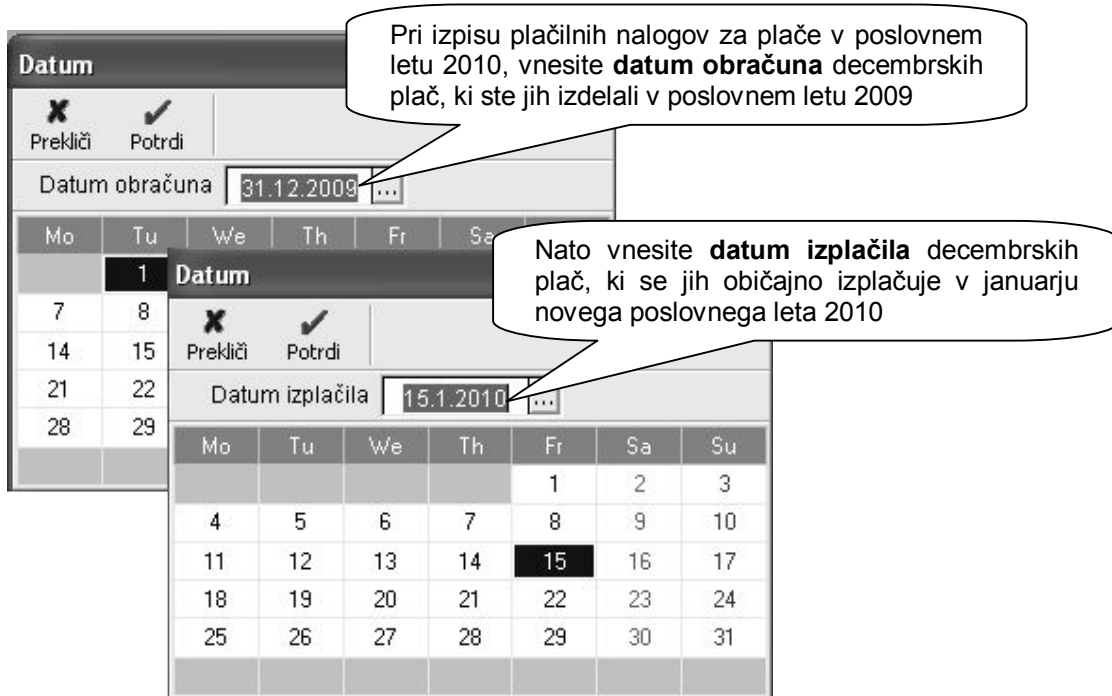 Pri izpisu plačilnih nalogov za plače v poslovnem
letu 2010, vnesite datum obračuna decembrskih
plač, ki ste jih izdelali v poslovnem letu 2009
Datum
Prekliči Potrdi
Datum obračuna 31.12.2009 ...
Mo Tu We Th Fr Sa
1
7 8
14 15
21 22
28 29
Nato vnesite datum izplačila decembrskih
plač, ki se jih običajno izplačuje v januarju
novega poslovnega leta 2010
Datum
Prekliči Potrdi
Datum izplačila 15.1.2010 ...
Mo Tu We Th Fr Sa Su
1 2 3
4 5 6 7 8 9 10
11 12 13 14 15 16 17
18 19 20 21 22 23 24
25 26 27 28 29 30 31